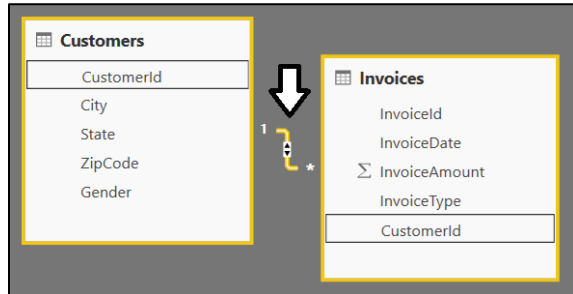 Customers
CustomerId
City
State
ZipCode
Gender
1
*
Invoices
InvoiceId
InvoiceDate
Σ InvoiceAmount
InvoiceType
CustomerId